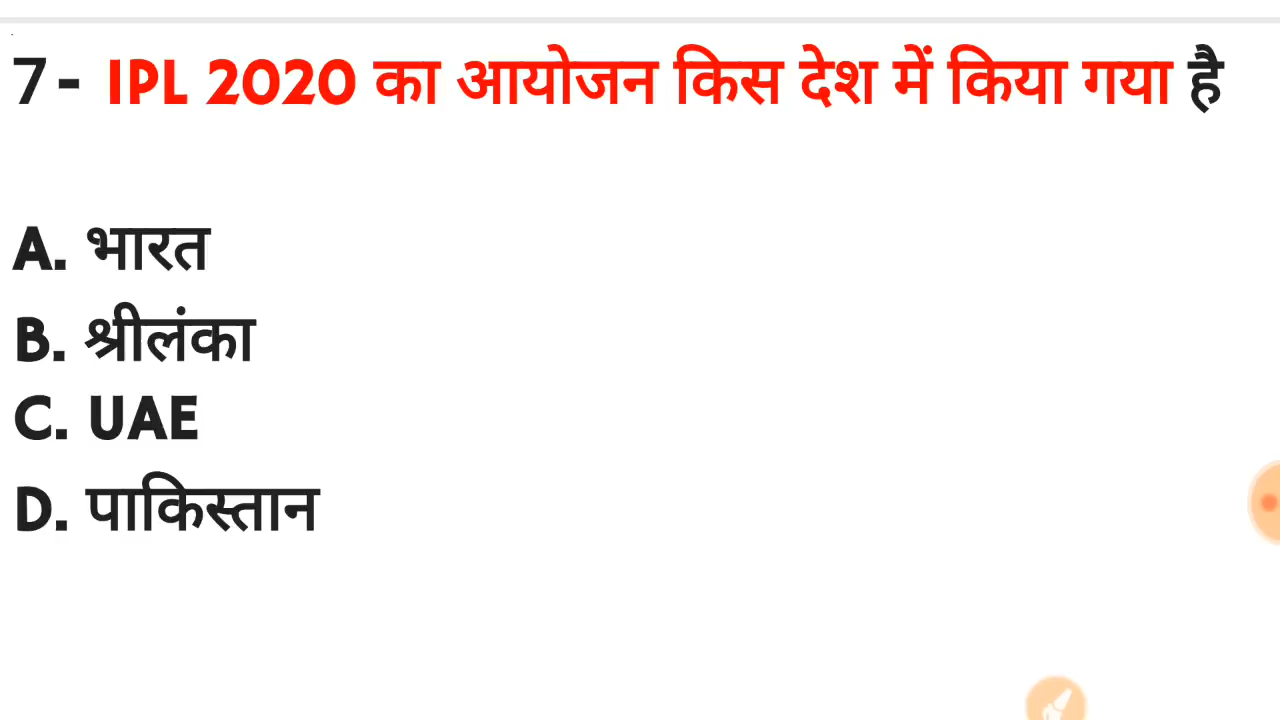 7- IPL 2020 का आयोजन किस देश में किया गया है
A. भारत
B. श्रीलंका
C. UAE
D. पाकिस्तान